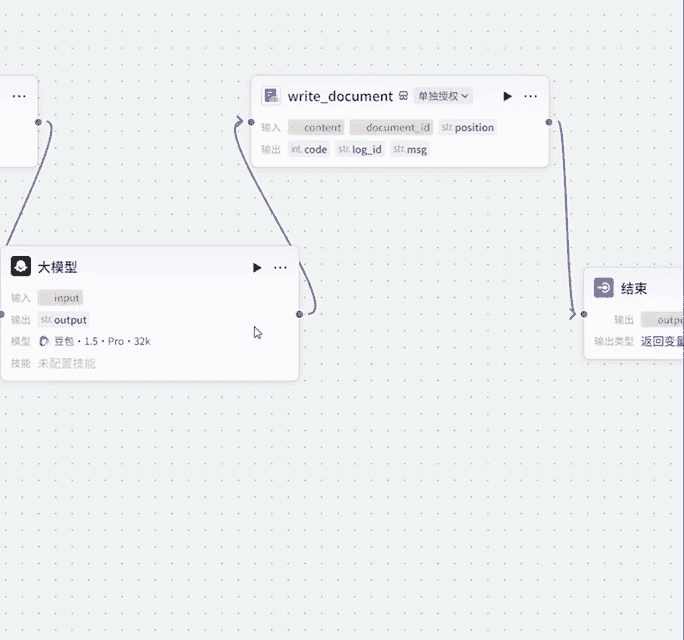 write_document 单独授权
输入 content document_id str. position
输出 int. code str. log_id str. msg
大模型
输入 input
输出 str. output
模型 豆包·1.5·Pro·32k
技能 未配置技能
结束
输出 outpu
输出类型 返回变量